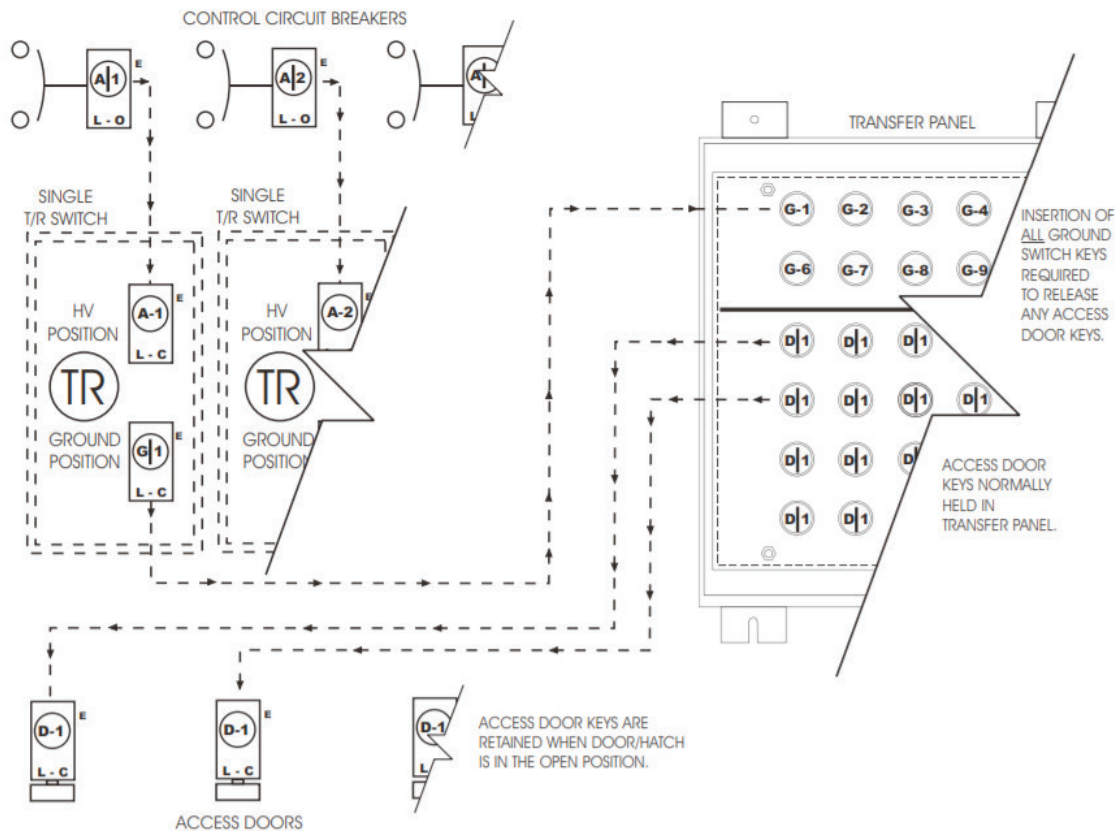 CONTROL CIRCUIT BREAKERS
A 1
E
L - O
A 2
E
L - O
A
TRANSFER PANEL
SINGLE
T/R SWITCH
SINGLE
T/R SWITCH
G-1
G-2
G-3
G-4
G-6
G-7
G-8
G-9
INSERTION OF
ALL GROUND
SWITCH KEYS
REQUIRED
TO RELEASE
ANY ACCESS
DOOR KEYS.
HV
POSITION
A-1
E
L - C
TR
GROUND
POSITION
G 1
E
L - C
HV
POSITION
A-2
E
TR
GROUND
POSITION
D 1
D 1
D 1
D 1
D 1
D 1
D 1
D 1
D 1
D
D 1
D 1
ACCESS DOOR
KEYS NORMALLY
HELD IN
TRANSFER PANEL.
D-1
E
L - C
D-1
E
L - C
D-1
L
ACCESS DOOR KEYS ARE
RETAINED WHEN DOOR/HATCH
IS IN THE OPEN POSITION.
ACCESS DOORS